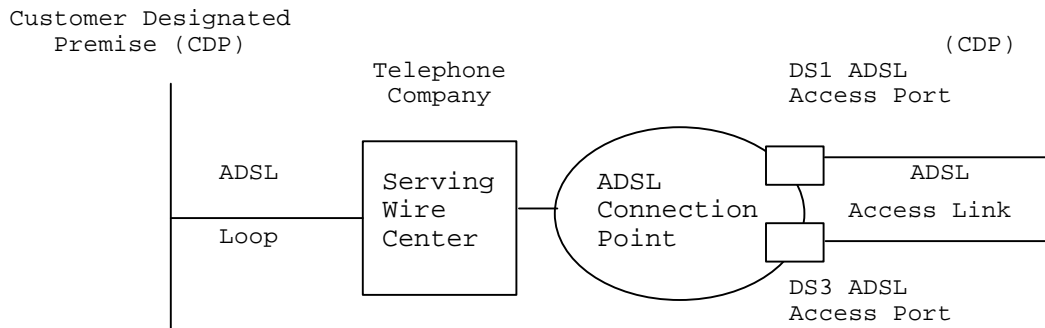 Customer Designated
Premise (CDP)
(CDP)
Telephone
Company
DS1 ADSL
Access Port
ADSL
Loop
Serving
Wire
Center
ADSL
Connection
Point
ADSL
Access Link
DS3 ADSL
Access Port